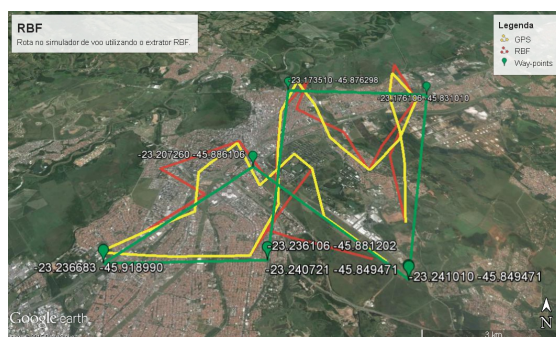 RBF
Rota no simulador de voo utilizando o extrator RBF.
Legenda
GPS
RBF
Way-points
-23.173510 -45.876298
-23.176106 -45.831010
-23.207260 -45.886106
-23.236106 -45.881202
-23.236683 -45.918990
-23.240721 -45.849471
-23.241010 -45.849471
Google earth
N
3 km